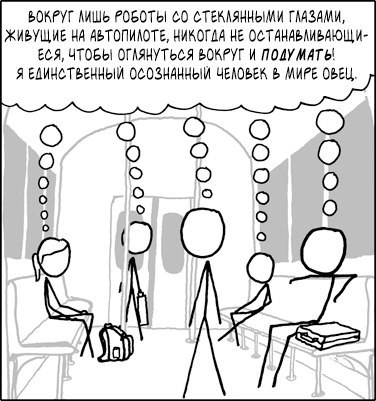 ВОКРУГ ЛИШЬ РОБОТЫ СО СТЕКЛЯННЫМИ ГЛАЗАМИ,
ЖИВУЩИЕ НА АВТОПИЛОТЕ, НИКОГДА НЕ ОСТАНАВЛИВАЮЩИ-
ЕСЯ, ЧТОБЫ ОГЛЯНУТЬСЯ ВОКРУГ И ПОДУМАТЬ!
Я ЕДИНСТВЕННЫЙ ОСОЗНАННЫЙ ЧЕЛОВЕК В МИРЕ ОВЕЦ.